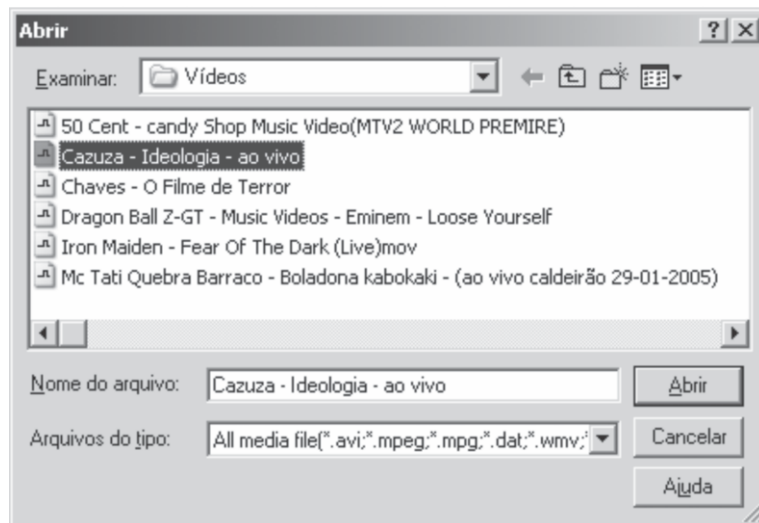 Abrir
Examinar: Vídeos
50 Cent - candy Shop Music Video(MTV2 WORLD PREMIRE)
Cazuza - Ideologia - ao vivo
Chaves - O Filme de Terror
Dragon Ball Z-GT - Music Videos - Eminem - Loose Yourself
Iron Maiden - Fear Of The Dark (Live)mov
Mc Tati Quebra Barraco - Boladona kabokaki - (ao vivo caldeirão 29-01-2005)
Nome do arquivo: Cazuza - Ideologia - ao vivo Abrir
Arquivos do tipo: All media file(*.avi;*.mpeg;*.mpg;*.dat;*.wmv;* Cancelar
Ajuda